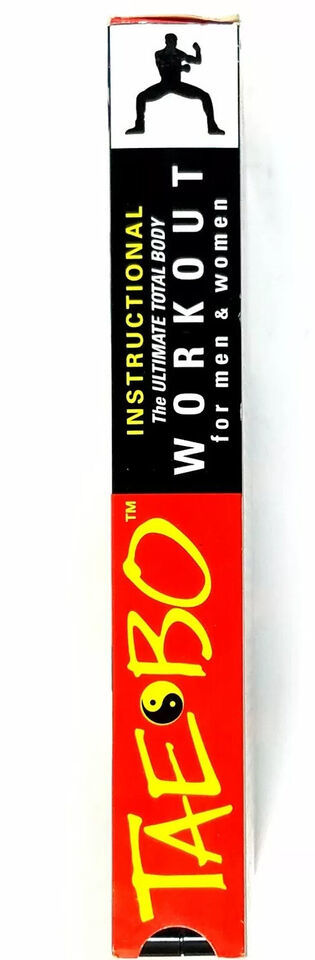 TAE BO™
INSTRUCTIONAL
The ULTIMATE TOTAL BODY
WORKOUT
for men & women